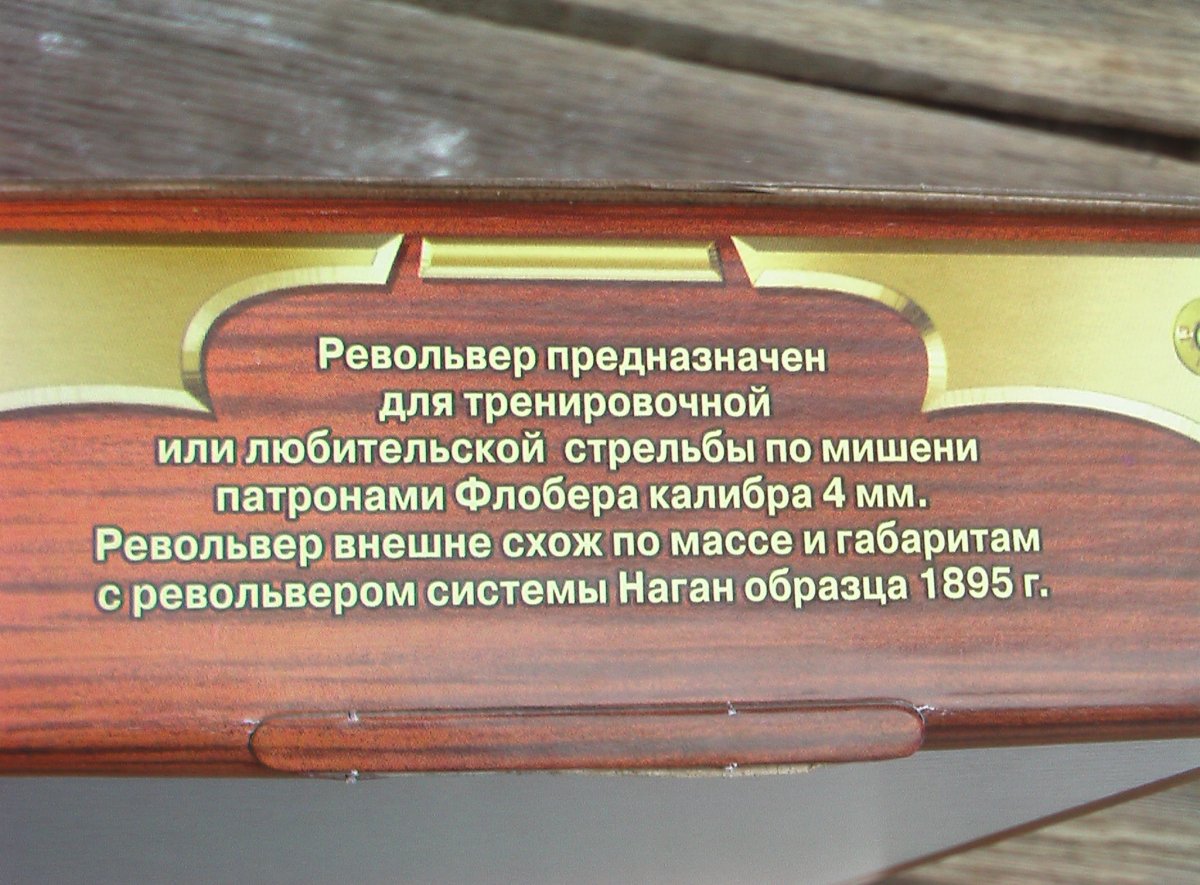 Револьвер предназначен
для тренировочной
или любительской стрельбы по мишени
патронами Флобера калибра 4 мм.
Револьвер внешне схож по массе и габаритам
с револьвером системы Наган образца 1895 г.